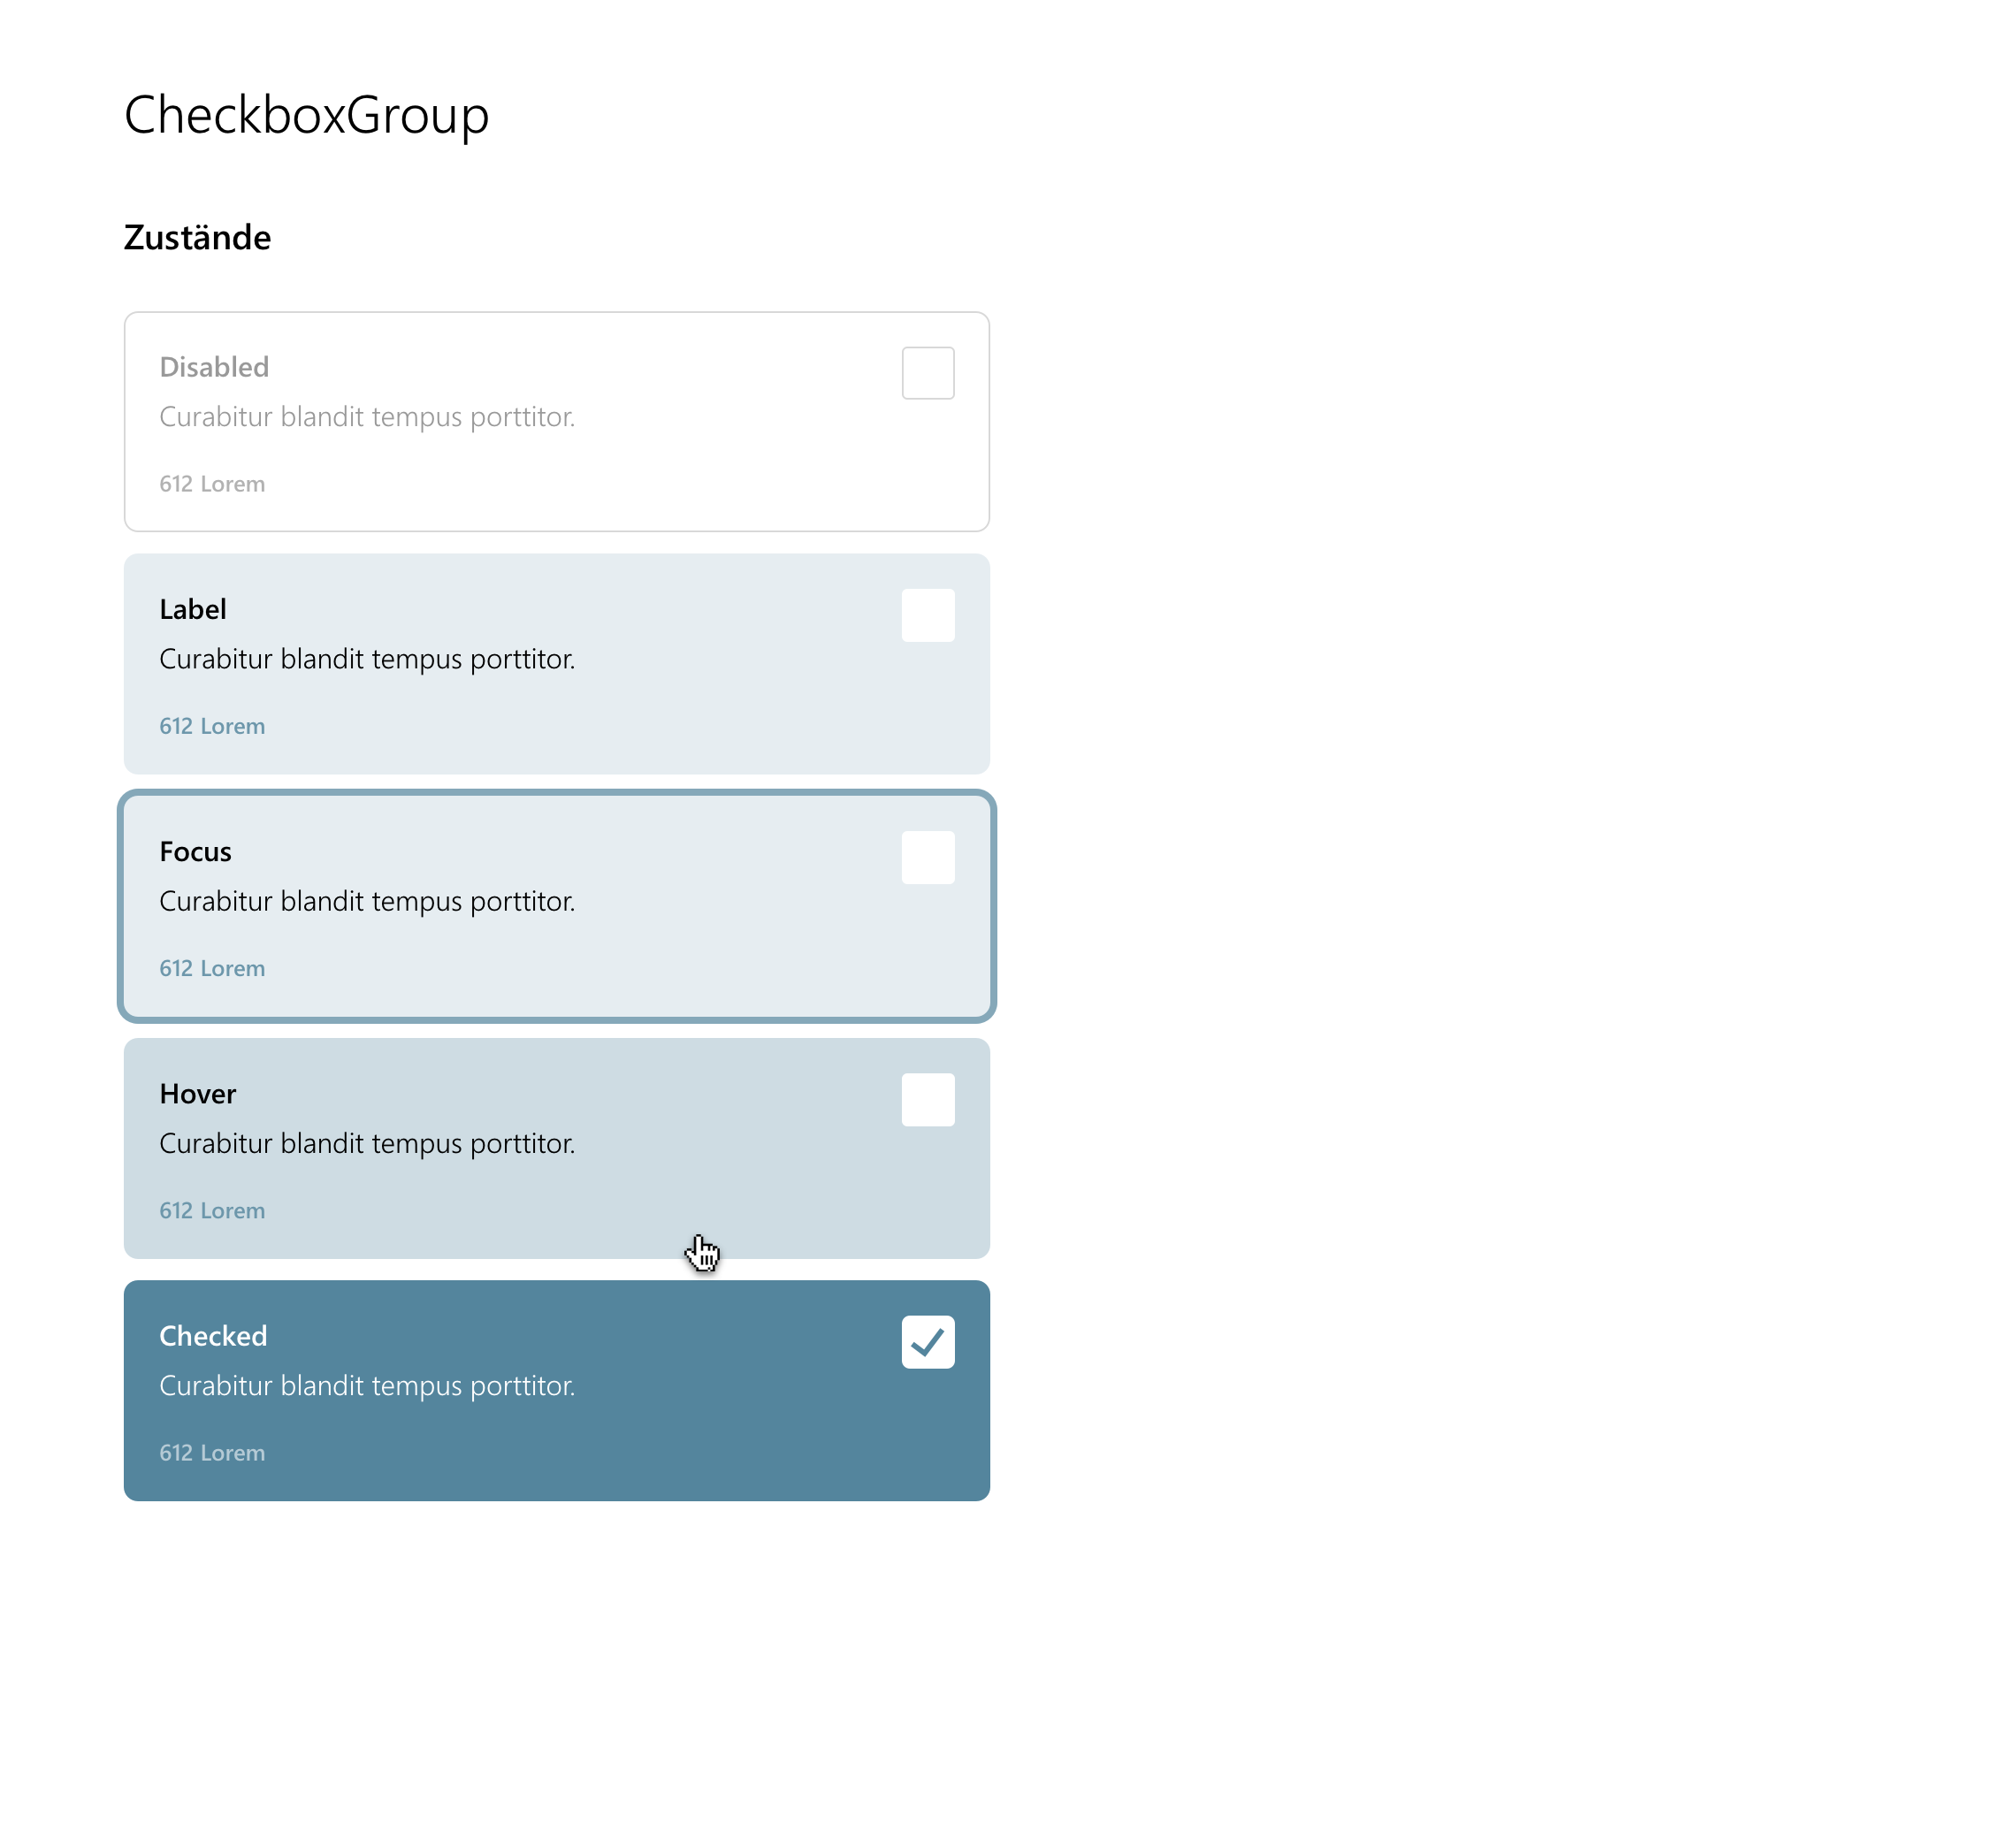 CheckboxGroup
Zustände
Disabled
Curabitur blandit tempus porttitor.
612 Lorem
Label
Curabitur blandit tempus porttitor.
612 Lorem
Focus
Curabitur blandit tempus porttitor.
612 Lorem
Hover
Curabitur blandit tempus porttitor.
612 Lorem
Checked
Curabitur blandit tempus porttitor.
612 Lorem